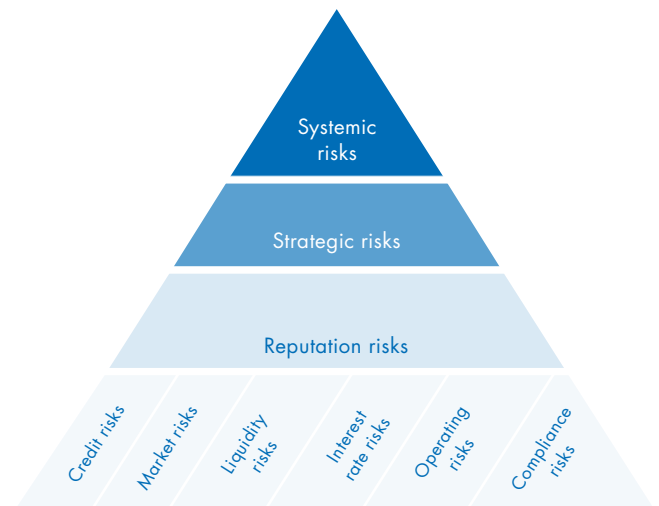 Systemic
risks
Strategic risks
Reputation risks
Credit risks
Market risks
Liquidity
risks
Interest
rate risks
Operating
risks
Compliance
risks